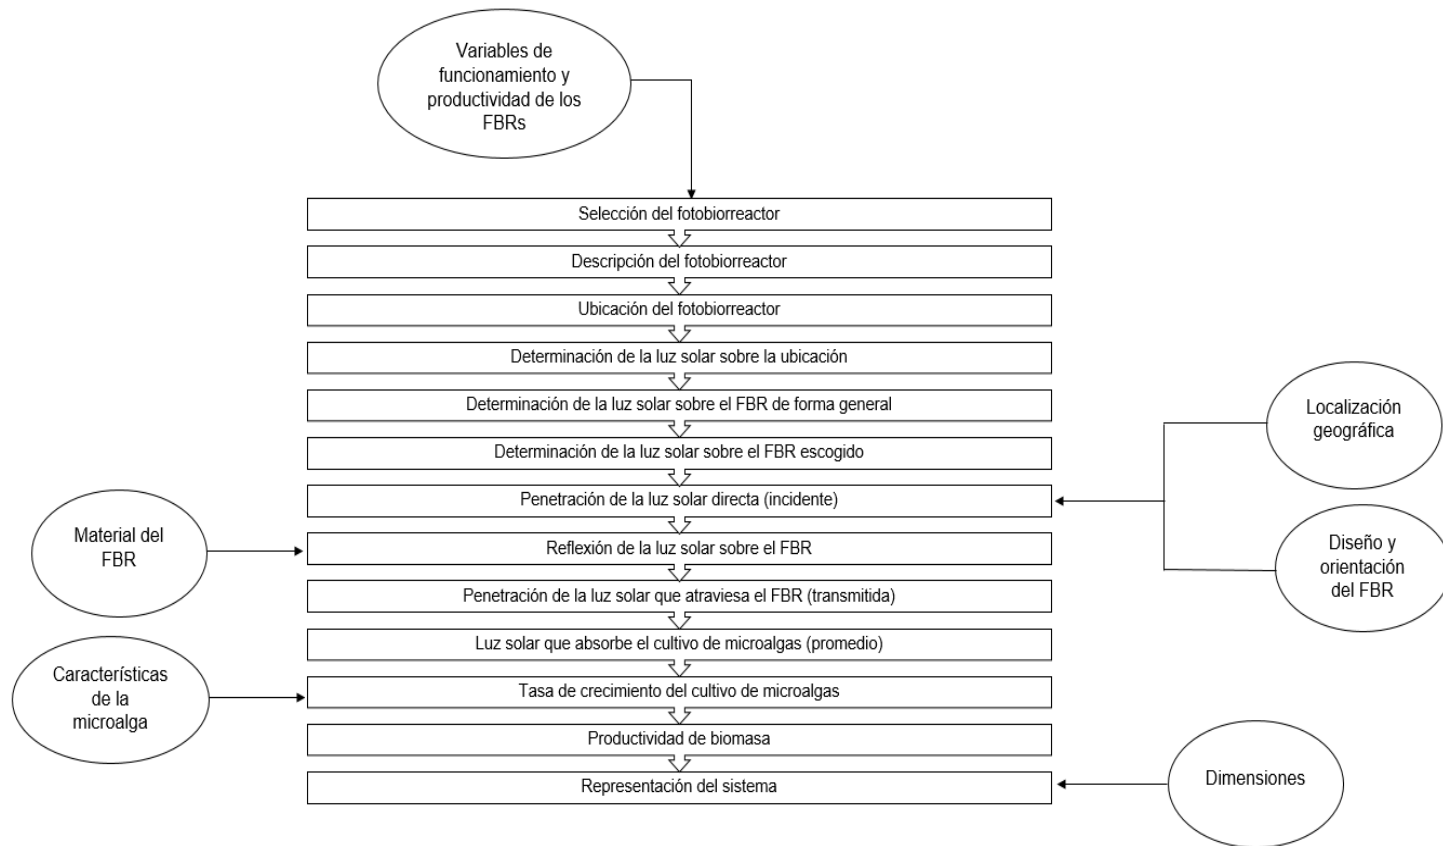 Variables de
funcionamiento y
productividad de los
FBRs
Selección del fotobiorreactor
Descripción del fotobiorreactor
Ubicación del fotobiorreactor
Determinación de la luz solar sobre la ubicación
Determinación de la luz solar sobre el FBR de forma general
Determinación de la luz solar sobre el FBR escogido
Penetración de la luz solar directa (incidente)
Reflexión de la luz solar sobre el FBR
Penetración de la luz solar que atraviesa el FBR (transmitida)
Luz solar que absorbe el cultivo de microalgas (promedio)
Tasa de crecimiento del cultivo de microalgas
Productividad de biomasa
Representación del sistema
Localización
geográfica
Diseño y
orientación
del FBR
Material del
FBR
Características
de la
microalga
Dimensiones